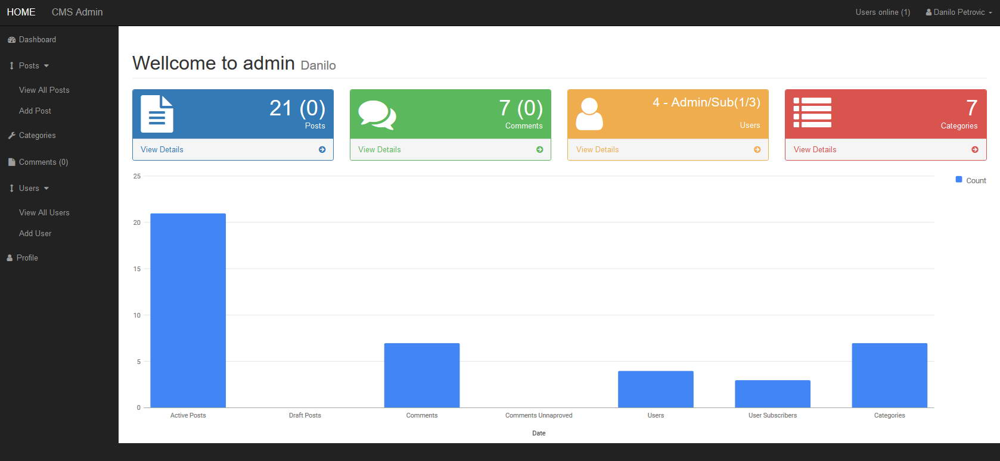 HOME CMS Admin Users online (1) Danilo Petrovic
Dashboard
Posts
View All Posts
Add Post
Categories
Comments (0)
Users
View All Users
Add User
Profile
Wellcome to admin Danilo
21 (0)
Posts
View Details
7 (0)
Comments
View Details
4 - Admin/Sub(1/3)
Users
View Details
7
Categories
View Details
Count
25
20
15
10
5
0
Active Posts Draft Posts Comments Comments Unnaproved Users User Subscribers Categories
Date